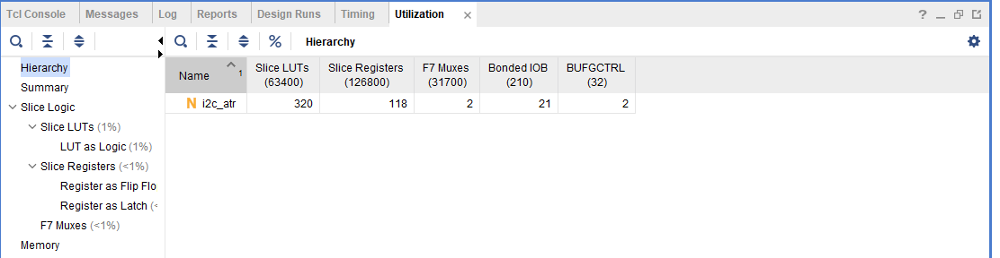 Tcl Console Messages Log Reports Design Runs Timing Utilization × ? _
% Hierarchy
Hierarchy
Summary
Slice Logic
Slice LUTs (1%)
LUT as Logic (1%)
Slice Registers (<1%)
Register as Flip Flo
Register as Latch (<
F7 Muxes (<1%)
Memory
Name 1 Slice LUTs (63400) Slice Registers (126800) F7 Muxes (31700) Bonded IOB (210) BUFGCTRL (32)
N i2c_atr 320 118 2 21 2